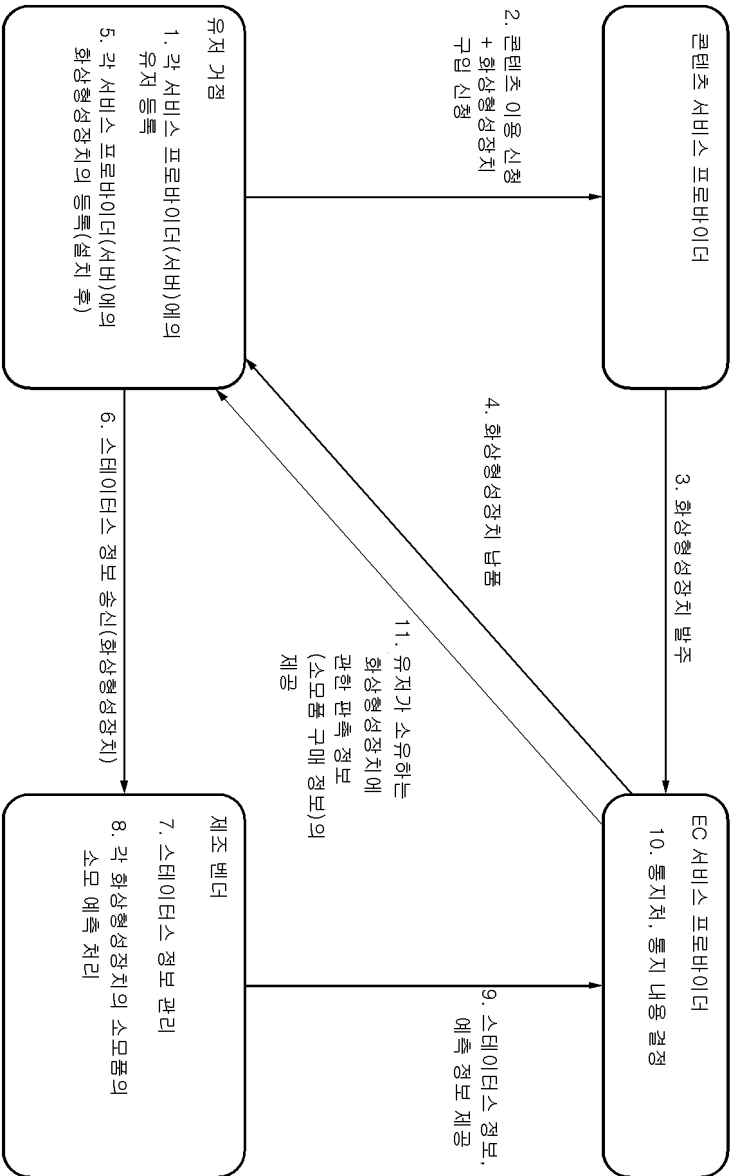 콘텐츠 서비스 프로바이더
2. 콘텐츠 이용 신청
+ 화상형성장치
구입 신청
유저 거점
1. 각 서비스 프로바이더(서버)에의
유저 등록
5. 각 서비스 프로바이더(서버)에의
화상형성장치의 등록(설치 후)
3. 화상형성장치 발주
4. 화상형성장치 납품
11. 유저가 소유하는
화상형성장치에
관한 판촉 정보
(소모품 구매 정보)의
제공
6. 스테이터스 정보 송신(화상형성장치)
EC 서비스 프로바이더
10. 통지처, 통지 내용 결정
9. 스테이터스 정보,
예측 정보 제공
제조 벤더
7. 스테이터스 정보 관리
8. 각 화상형성장치의 소모품의
소모 예측 처리